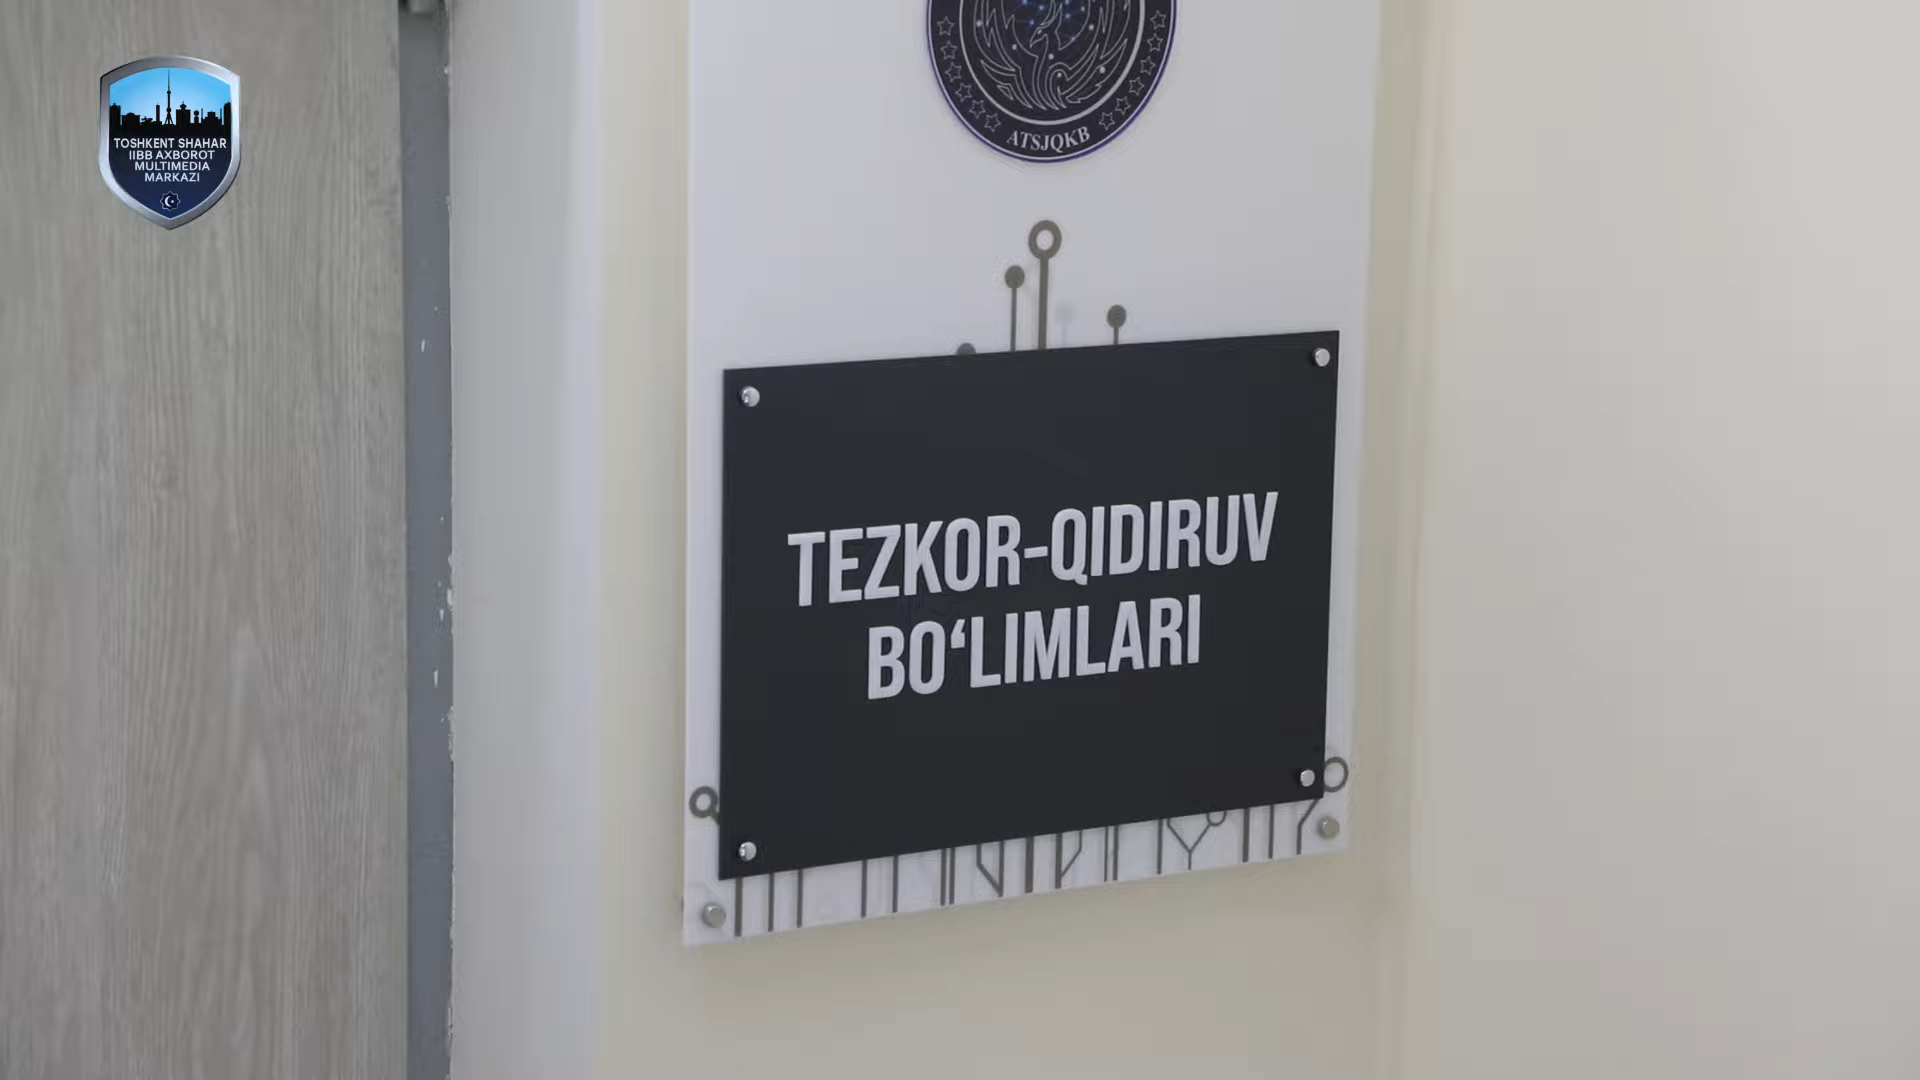 TOSHKENT SHAHAR
IIBB AXBOROT
MULTIMEDIA
MARKAZI
ATSJQKB
TEZKOR-QIDIRUV
BO‘LIMLARI